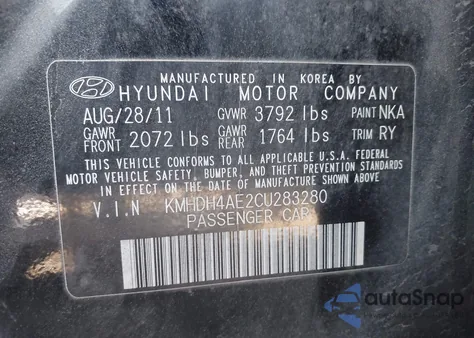 MANUFACTURED IN KOREA BY
HYUNDAI MOTOR COMPANY
AUG/28/11 GVWR 3792 lbs PAINT NKA
GAWR FRONT 2072 lbs GAWR REAR 1764 lbs TRIM RY
THIS VEHICLE CONFORMS TO ALL APPLICABLE U.S.A. FEDERAL
MOTOR VEHICLE SAFETY, BUMPER, AND THEFT PREVENTION STANDARDS
IN EFFECT ON THE DATE OF MANUFACTURE SHOWN ABOVE.
V.I.N KMHDH4AE2CU283280
PASSENGER CAR
autoSnap